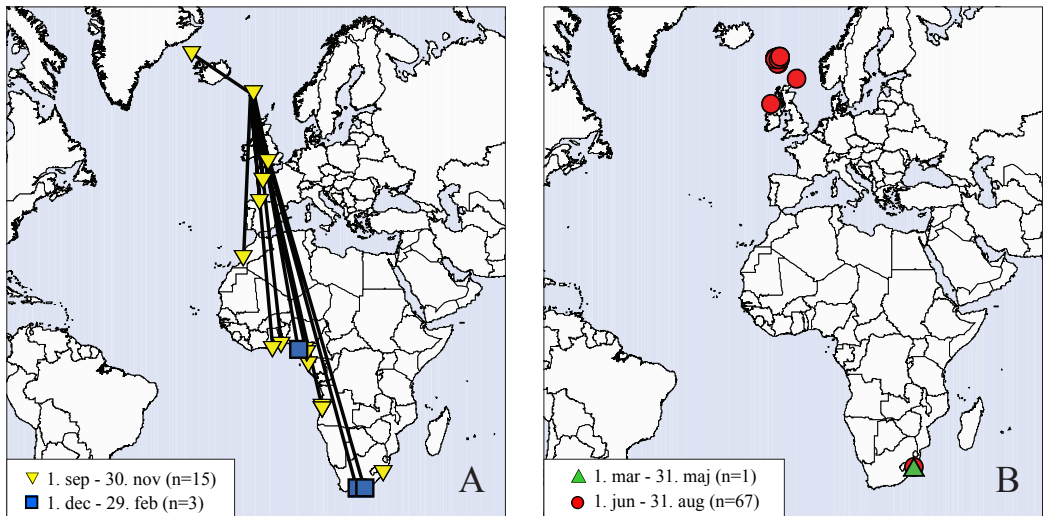 1. sep - 30. nov (n=15)
1. dec - 29. feb (n=3)
A
1. mar - 31. maj (n=1)
1. jun - 31. aug (n=67)
B